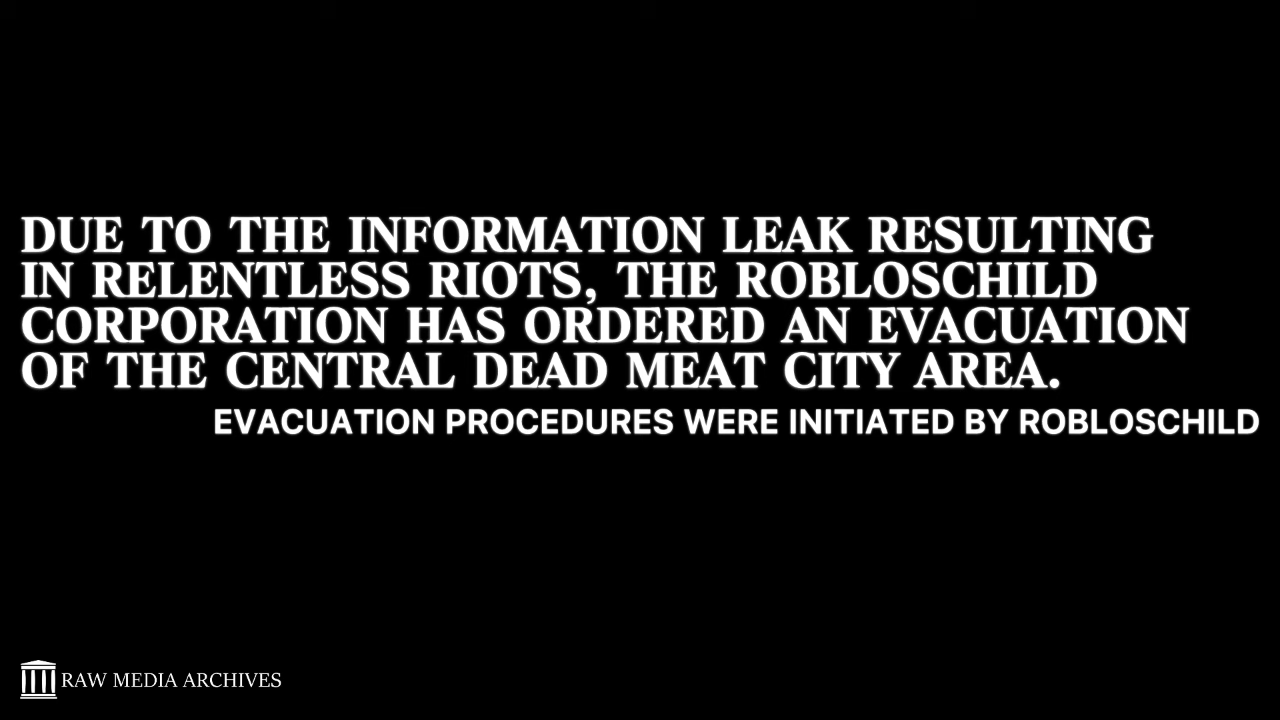 DUE TO THE INFORMATION LEAK RESULTING
IN RELENTLESS RIOTS, THE ROBLOSCHILD
CORPORATION HAS ORDERED AN EVACUATION
OF THE CENTRAL DEAD MEAT CITY AREA.
EVACUATION PROCEDURES WERE INITIATED BY ROBLOSCHILD
RAW MEDIA ARCHIVES